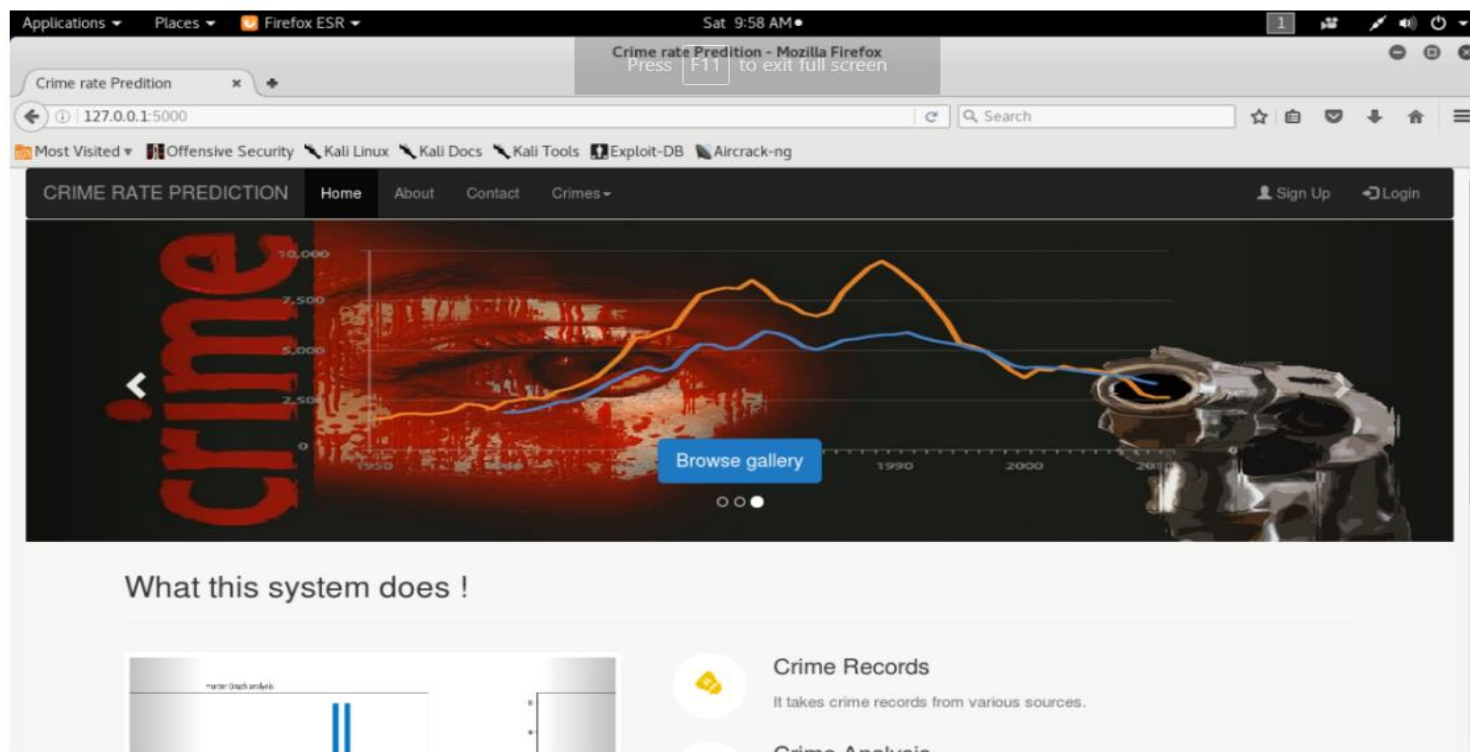 Applications Places Firefox ESR Sat 9:58 AM 1
Crime rate Predition - Mozilla Firefox
Press F11 to exit full screen
Crime rate Predition
127.0.0.1:5000 Search
Most Visited Offensive Security Kali Linux Kali Docs Kali Tools Exploit-DB Aircrack-ng
CRIME RATE PREDICTION Home About Contact Crimes Sign Up Login
crime
10,000
7,500
5,000
2,500
0
1950 1990 2000 2010
Browse gallery
What this system does !
Crime Records
It takes crime records from various sources.
Crime Analysis